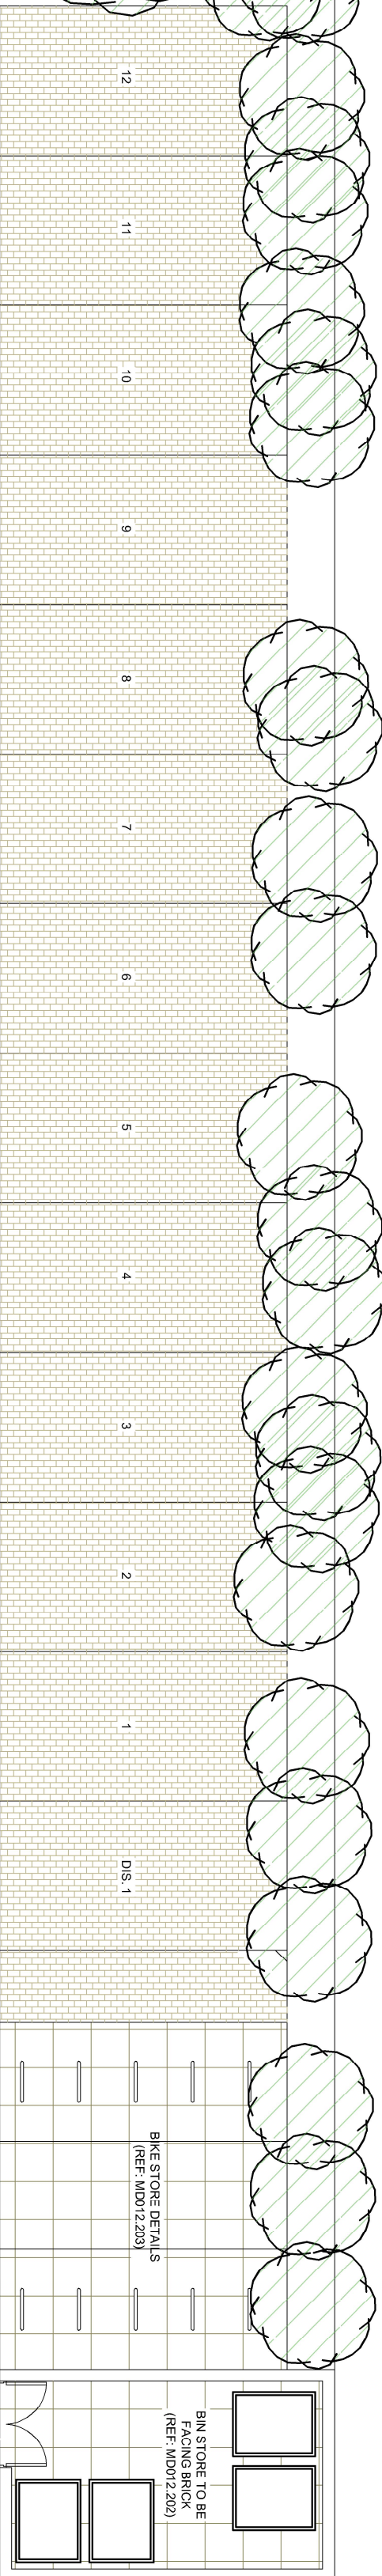 12
11
10
9
8
7
6
5
4
3
2
1
DIS. 1
BIKE STORE DETAILS
(REF: MD012.203)
BIN STORE TO BE
FACING BRICK
(REF: MD012.202)